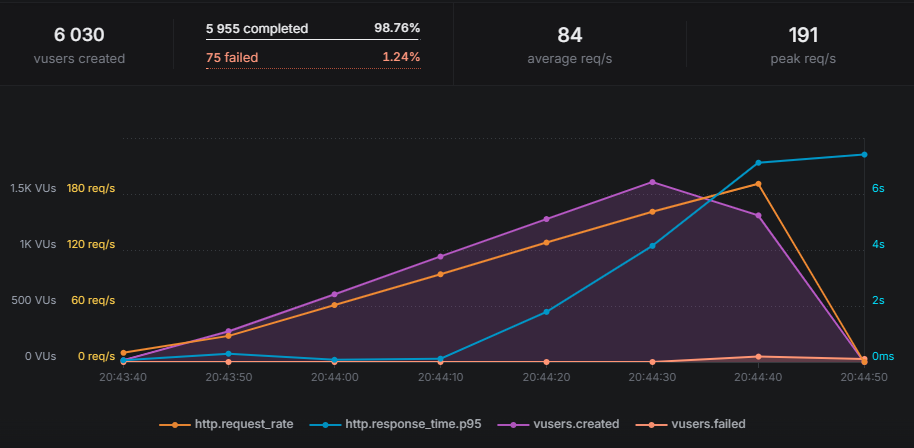 6 030
vusers created
5 955 completed 98.76%
75 failed 1.24%
84
average req/s
191
peak req/s
1.5K VUs 180 req/s 6s
1K VUs 120 req/s 4s
500 VUs 60 req/s 2s
0 VUs 0 req/s 0ms
20:43:40 20:43:50 20:44:00 20:44:10 20:44:20 20:44:30 20:44:40 20:44:50
http.request_rate http.response_time.p95 vusers.created vusers.failed